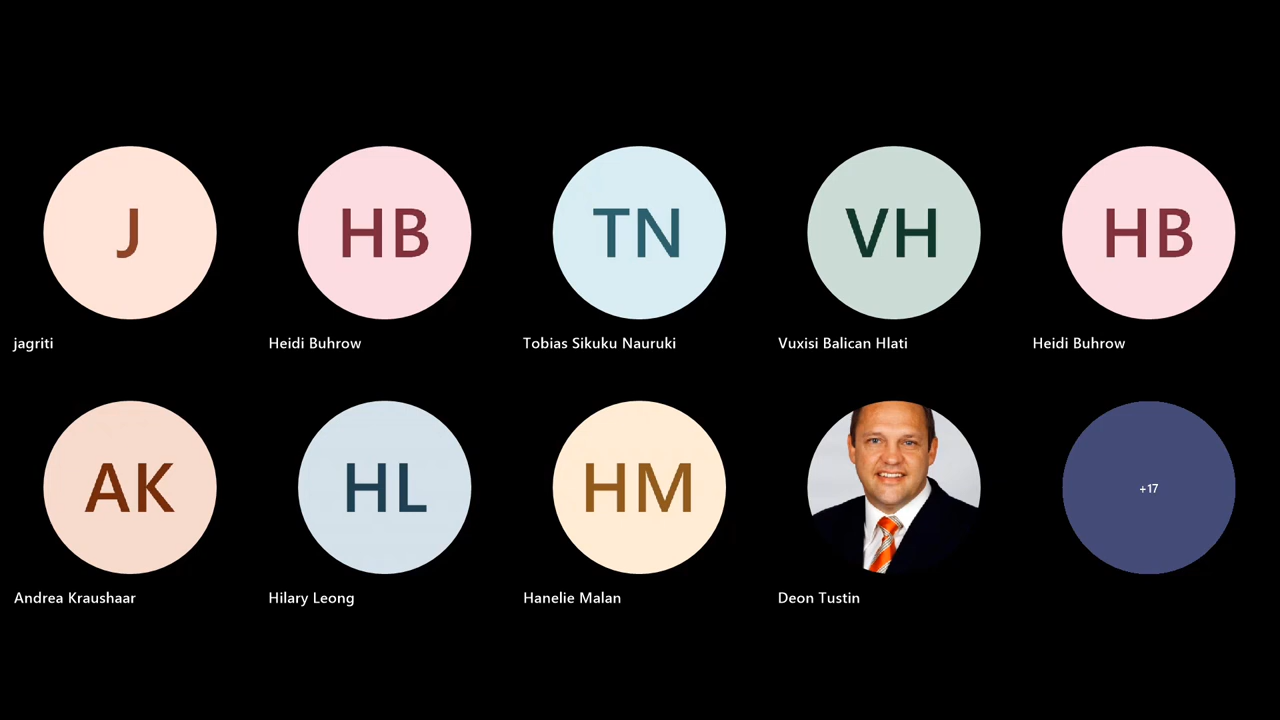 J
HB
TN
VH
HB
jagriti
Heidi Buhrow
Tobias Sikuku Nauruki
Vuxisi Balican Hlati
Heidi Buhrow
AK
HL
HM
+17
Andrea Kraushaar
Hilary Leong
Hanelie Malan
Deon Tustin